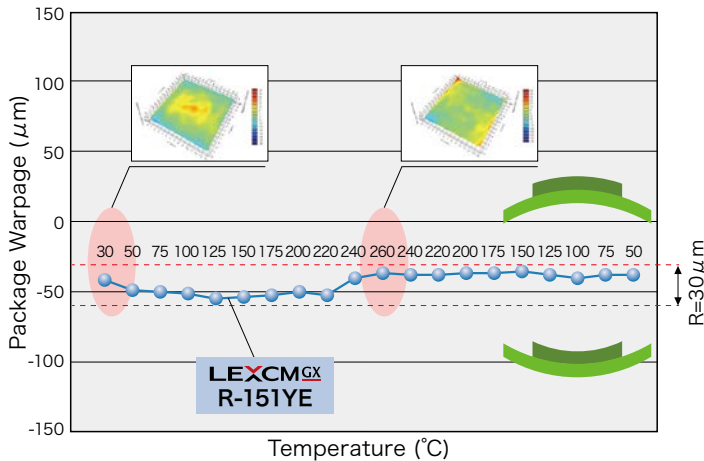 150
100
50
0
-50
-100
-150
Package Warpage (μm)
30 50 75 100 125 150 175 200 220 240 260 240 220 200 175 150 125 100 75 50
R=30μm
LEXCM GX
R-151YE
Temperature (℃)